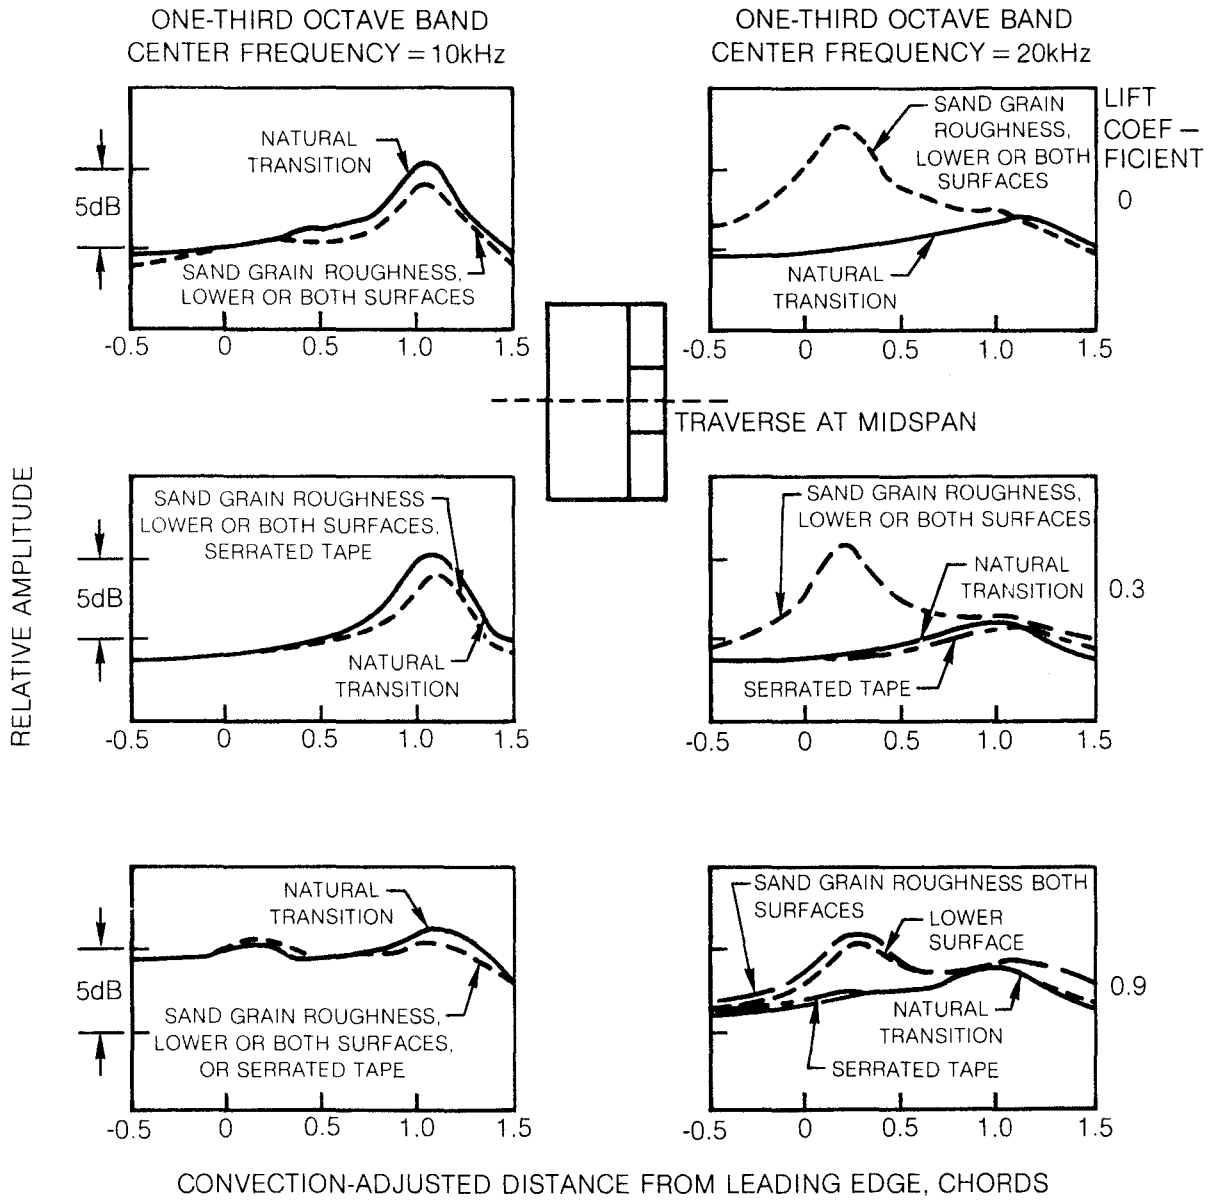 ONE-THIRD OCTAVE BAND
CENTER FREQUENCY = 10kHz
ONE-THIRD OCTAVE BAND
CENTER FREQUENCY = 20kHz
NATURAL
TRANSITION
5dB
SAND GRAIN ROUGHNESS,
LOWER OR BOTH SURFACES
-0.5 0 0.5 1.0 1.5
SAND GRAIN
ROUGHNESS,
LOWER OR BOTH
SURFACES
NATURAL
TRANSITION
-0.5 0 0.5 1.0 1.5
LIFT
COEF –
FICIENT
0
TRAVERSE AT MIDSPAN
RELATIVE AMPLITUDE
SAND GRAIN ROUGHNESS
LOWER OR BOTH SURFACES,
SERRATED TAPE
5dB
NATURAL
TRANSITION
-0.5 0 0.5 1.0 1.5
SAND GRAIN ROUGHNESS,
LOWER OR BOTH SURFACES
NATURAL
TRANSITION
SERRATED TAPE
0.3
-0.5 0 0.5 1.0 1.5
NATURAL
TRANSITION
5dB
SAND GRAIN ROUGHNESS,
LOWER OR BOTH SURFACES,
OR SERRATED TAPE
-0.5 0 0.5 1.0 1.5
SAND GRAIN ROUGHNESS BOTH
SURFACES
LOWER
SURFACE
NATURAL
TRANSITION
SERRATED TAPE
0.9
-0.5 0 0.5 1.0 1.5
CONVECTION-ADJUSTED DISTANCE FROM LEADING EDGE, CHORDS